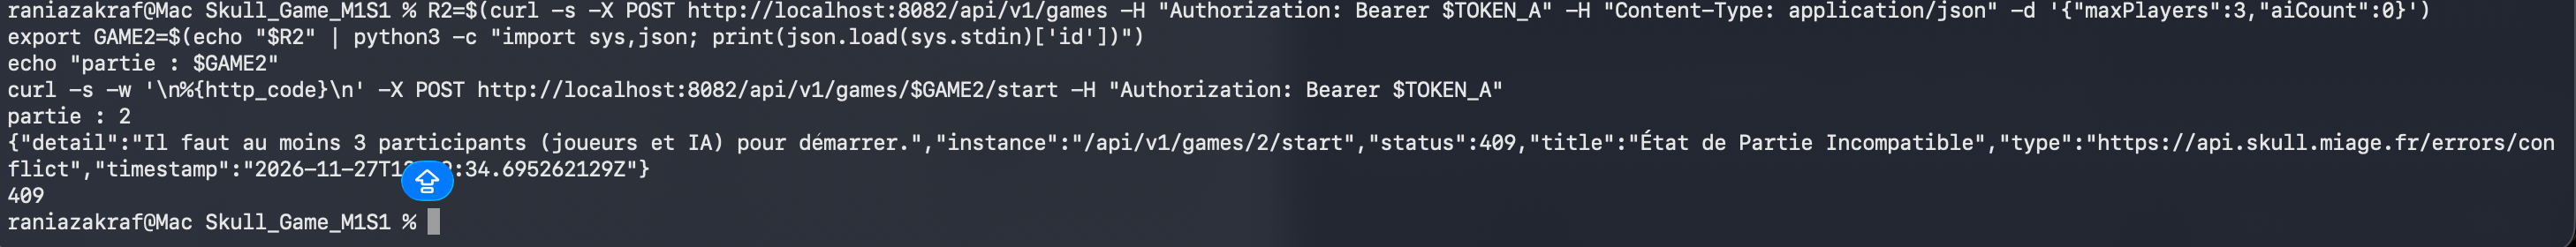 raniazakraf@Mac Skull_Game_M1S1 % R2=$(curl -s -X POST http://localhost:8082/api/v1/games -H "Authorization: Bearer $TOKEN_A" -H "Content-Type: application/json" -d '{"maxPlayers":3,"aiCount":0}')
export GAME2=$(echo "$R2" | python3 -c "import sys,json; print(json.load(sys.stdin)['id'])")
echo "partie : $GAME2"
curl -s -w '\n%{http_code}\n' -X POST http://localhost:8082/api/v1/games/$GAME2/start -H "Authorization: Bearer $TOKEN_A"
partie : 2
{"detail":"Il faut au moins 3 participants (joueurs et IA) pour démarrer.","instance":"/api/v1/games/2/start","status":409,"title":"État de Partie Incompatible","type":"https://api.skull.miage.fr/errors/con
flict","timestamp":"2026-11-27T1 :34.695262129Z"}
409
raniazakraf@Mac Skull_Game_M1S1 %